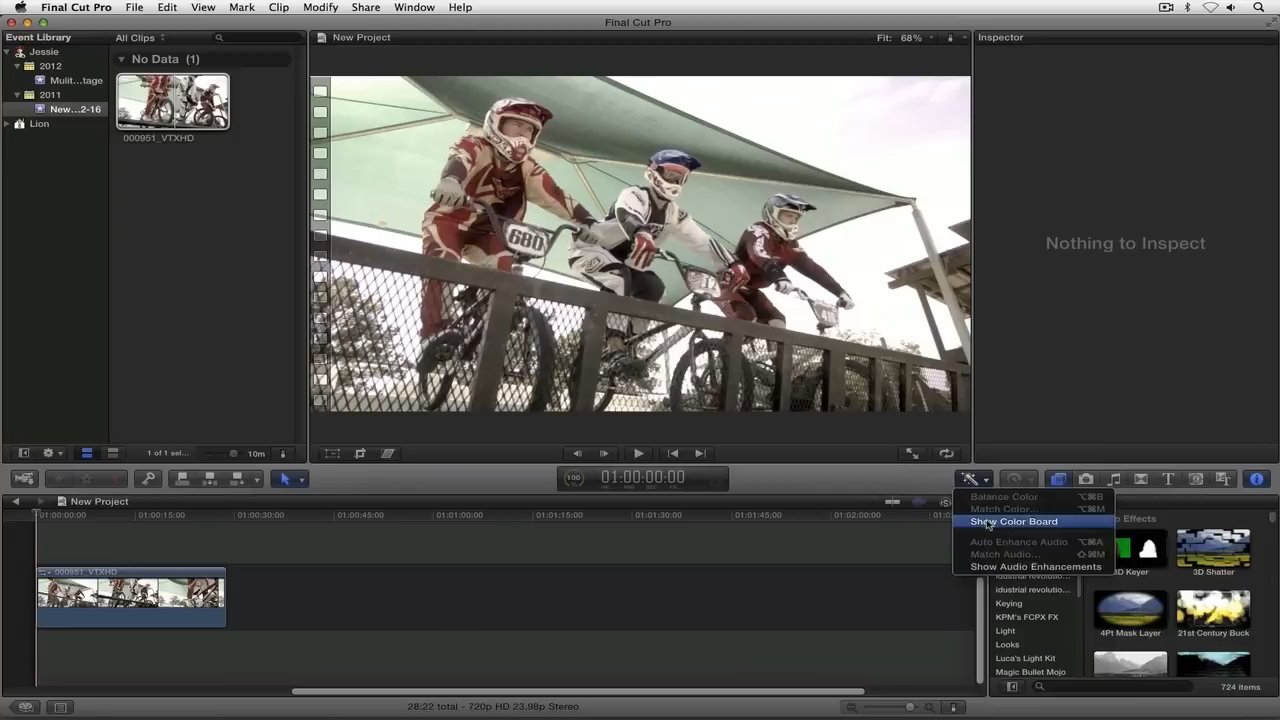 Final Cut Pro File Edit View Mark Clip Modify Share Window Help
Final Cut Pro
Event Library
All Clips
New Project
Fit: 68%
Inspector
Jessie
2012
Mulit...tage
2011
New...2-16
Lion
No Data (1)
000951_VTXHD
680
Nothing to Inspect
1 of 1 sel...
10m
100
01:00:00:00
New Project
01:00:00:00
01:00:15:00
01:00:30:00
01:00:45:00
01:01:00:00
01:01:15:00
01:01:30:00
01:01:45:00
01:02:00:00
000951_VTXHD
Balance Color ⌥⌘B
Match Color... ⌥⌘M
Show Color Board
Auto Enhance Audio ⌥⌘A
Match Audio... ⇧⌘M
Show Audio Enhancements
Effects
3D Keyer
3D Shatter
idustrial revolutio...
Keying
KPM's FCPX FX
Light
Looks
Luca's Light Kit
Magic Bullet Mojo
4Pt Mask Layer
21st Century Buck
724 items
28:22 total - 720p HD 23.98p Stereo